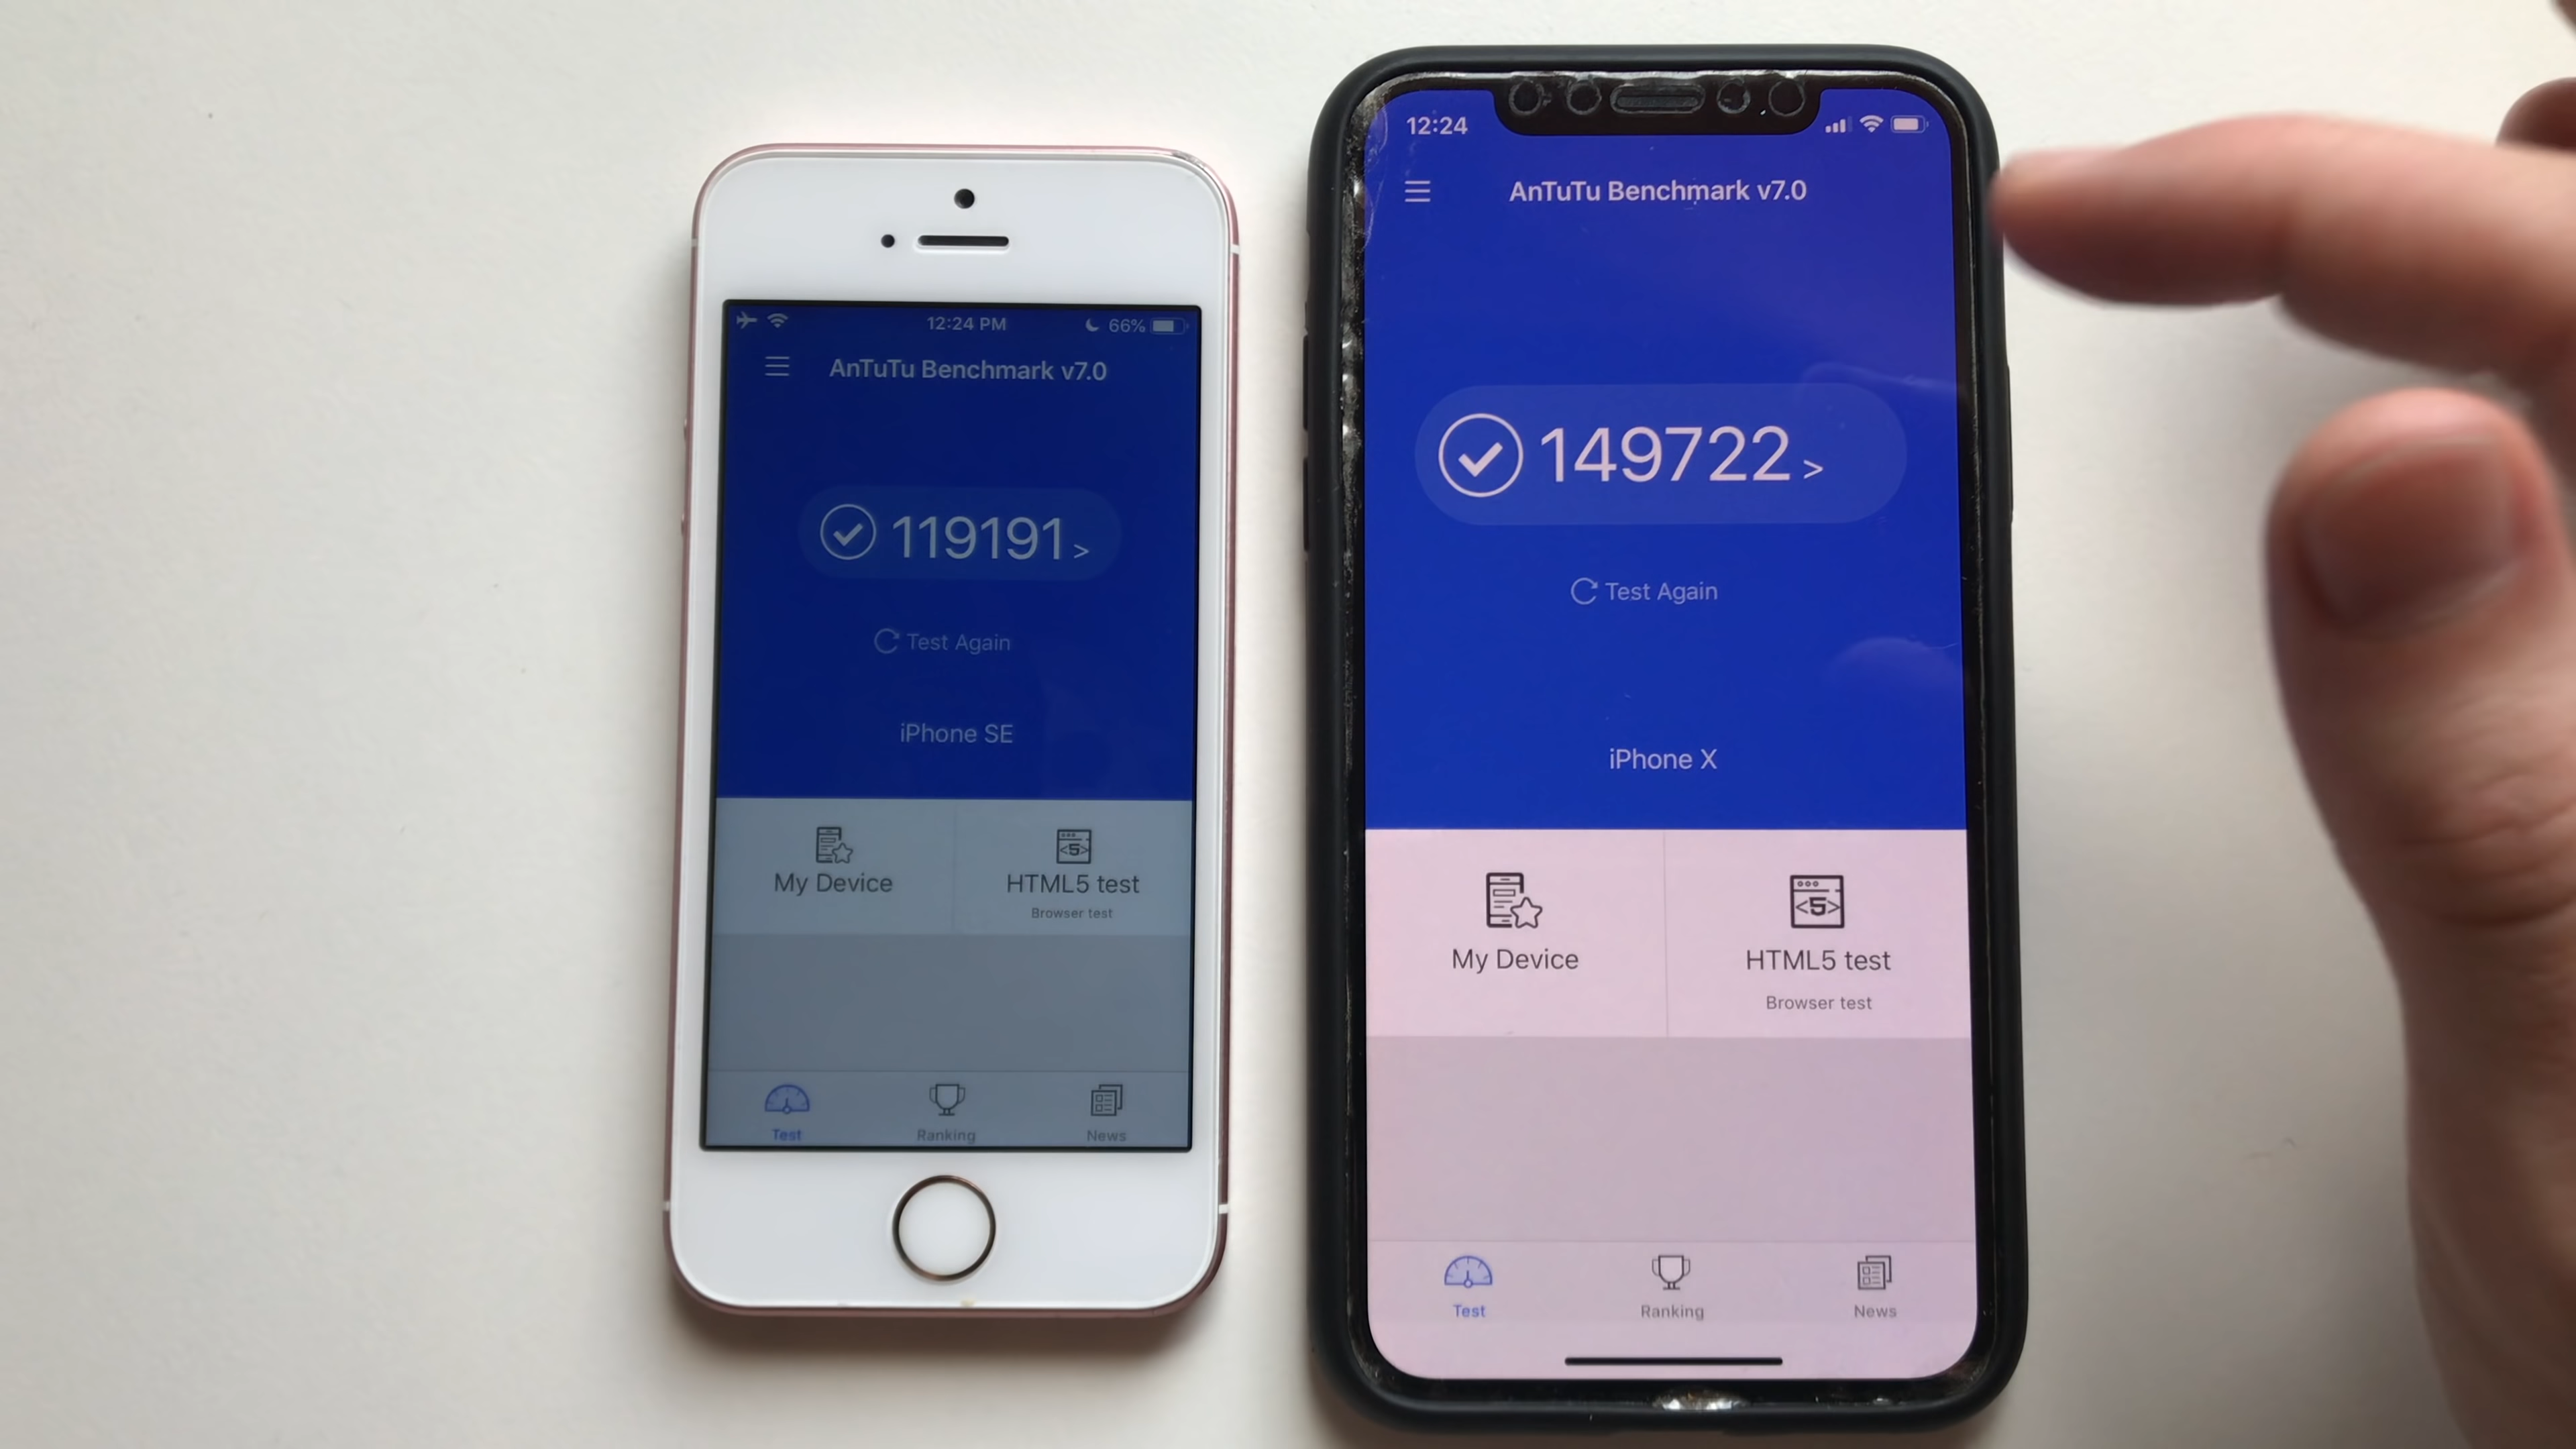 12:24 PM
66%
AnTuTu Benchmark v7.0
119191 >
Test Again
iPhone SE
My Device
HTML5 test
Browser test
Test
Ranking
News
12:24
AnTuTu Benchmark v7.0
149722 >
Test Again
iPhone X
<5>
My Device
HTML5 test
Browser test
Test
Ranking
News